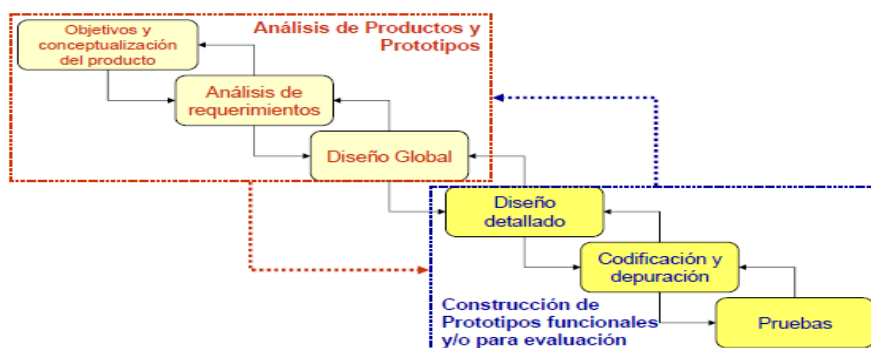 Objetivos y
conceptualización
del producto
Análisis de Productos y
Prototipos
Análisis de
requerimientos
Diseño Global
Diseño
detallado
Codificación y
depuración
Construcción de
Prototipos funcionales
y/o para evaluación
Pruebas